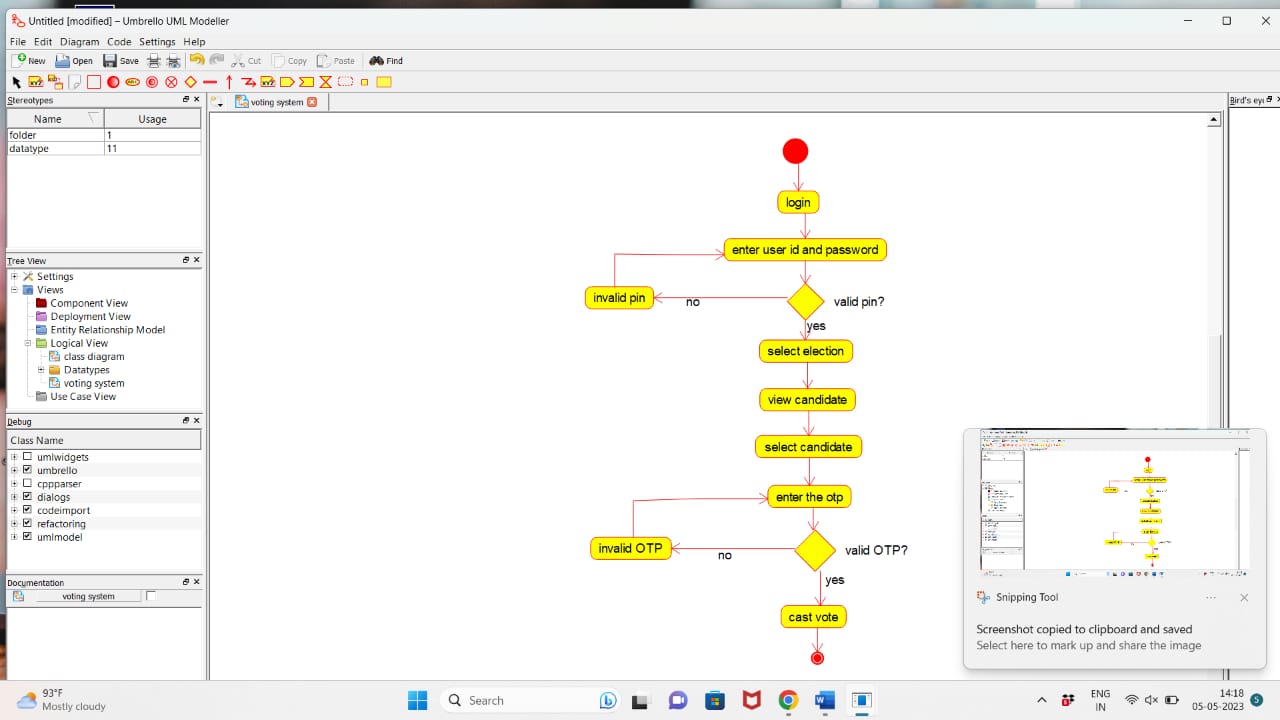 Untitled [modified] – Umbrello UML Modeller
File Edit Diagram Code Settings Help
New Open Save Cut Copy Paste Find
Stereotypes
voting system
Bird's ey
Name Usage
folder 1
datatype 11
Tree View
Settings
Views
Component View
Deployment View
Entity Relationship Model
Logical View
class diagram
Datatypes
voting system
Use Case View
Debug
Class Name
umlwidgets
umbrello
cppparser
dialogs
codeimport
refactoring
umlmodel
Documentation
voting system
login
enter user id and password
invalid pin
no
valid pin?
yes
select election
view candidate
select candidate
enter the otp
invalid OTP
no
valid OTP?
yes
cast vote
Snipping Tool
Screenshot copied to clipboard and saved
Select here to mark up and share the image
93°F
Mostly cloudy
Search
ENG
IN
14:18
05-05-2023
5